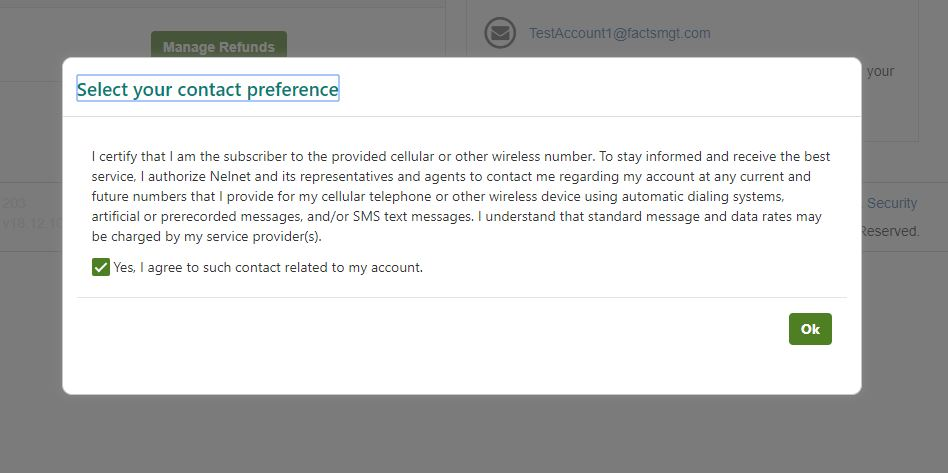 Manage Refunds
TestAccount1@factsmgt.com
your
Select your contact preference
I certify that I am the subscriber to the provided cellular or other wireless number. To stay informed and receive the best
service, I authorize Nelnet and its representatives and agents to contact me regarding my account at any current and
future numbers that I provide for my cellular telephone or other wireless device using automatic dialing systems,
artificial or prerecorded messages, and/or SMS text messages. I understand that standard message and data rates may
be charged by my service provider(s).
203
Security
v18.12.10
Reserved.
Yes, I agree to such contact related to my account.
Ok